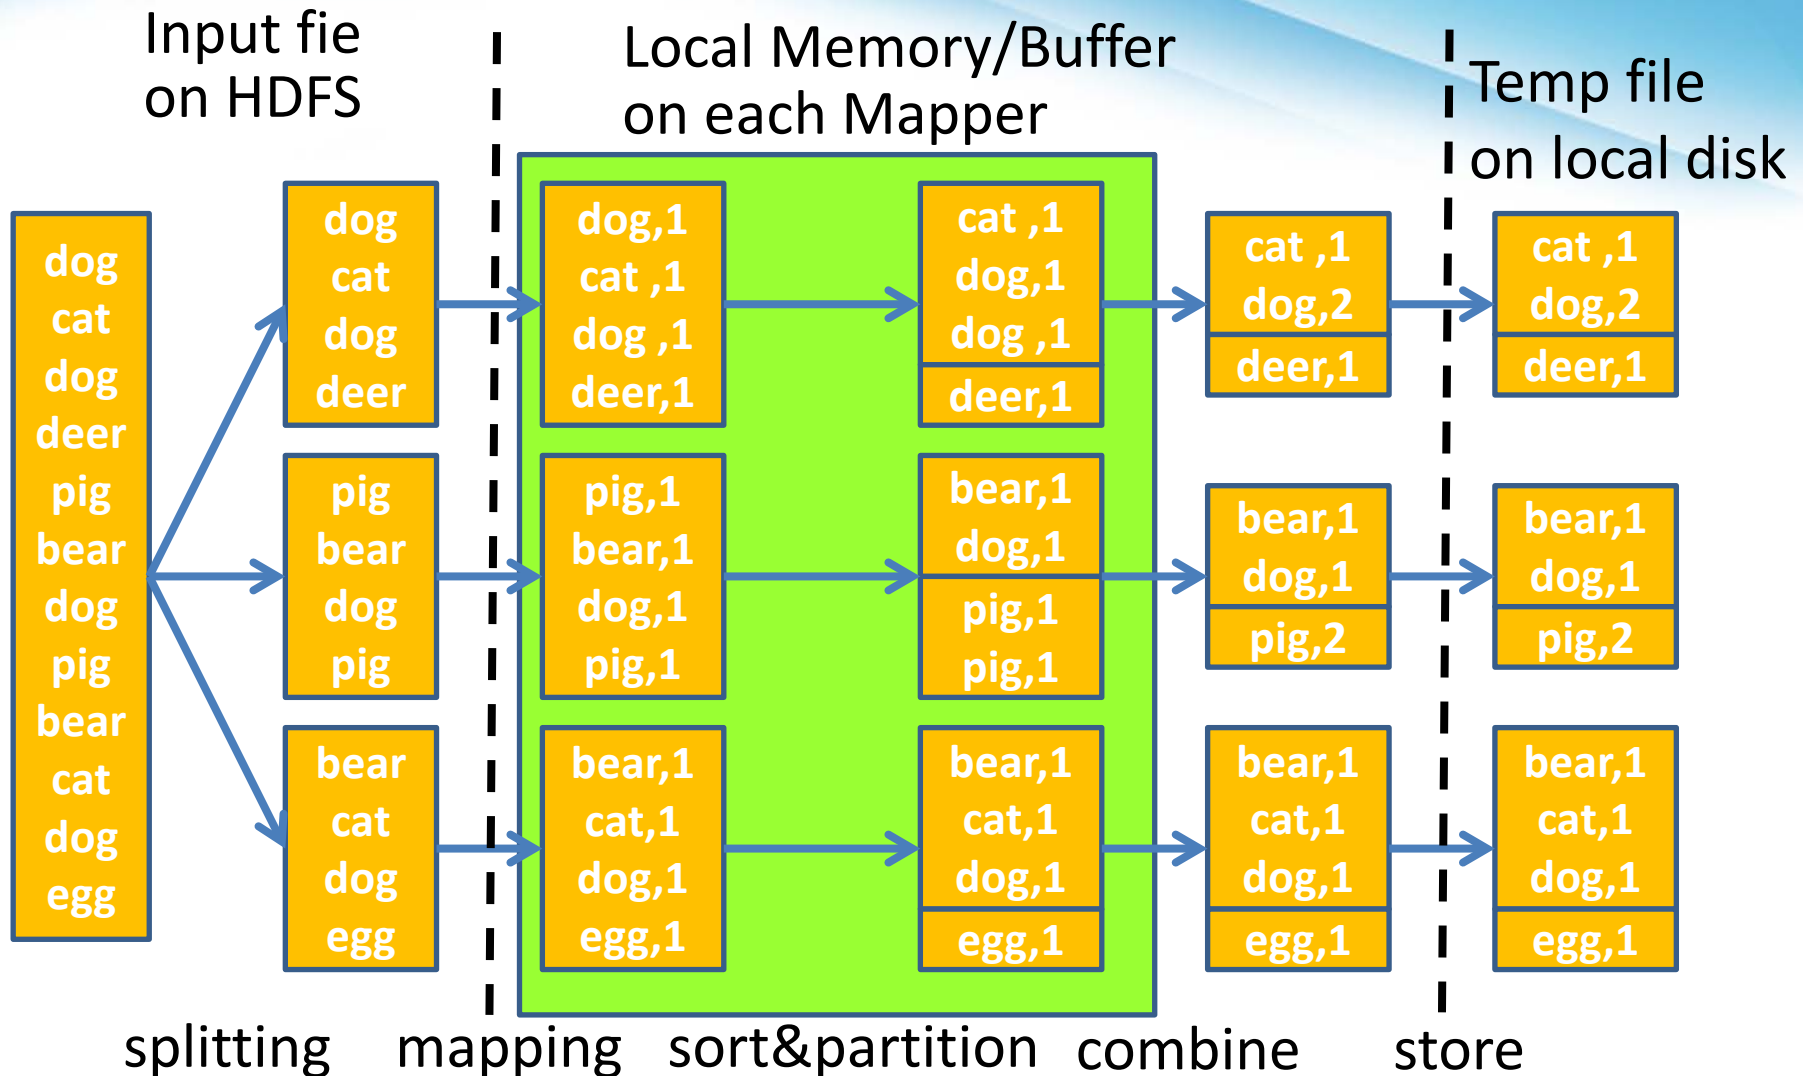 Input fie
on HDFS
Local Memory/Buffer
on each Mapper
Temp file
on local disk
dog
cat
dog
deer
pig
bear
dog
pig
bear
cat
dog
egg
dog
cat
dog
deer
pig
bear
dog
pig
bear
cat
dog
egg
dog,1
cat ,1
dog ,1
deer,1
pig,1
bear,1
dog,1
pig,1
bear,1
cat,1
dog,1
egg,1
cat ,1
dog,1
dog ,1
deer,1
bear,1
dog,1
pig,1
pig,1
bear,1
cat,1
dog,1
egg,1
cat ,1
dog,2
deer,1
bear,1
dog,1
pig,2
bear,1
cat,1
dog,1
egg,1
cat ,1
dog,2
deer,1
bear,1
dog,1
pig,2
bear,1
cat,1
dog,1
egg,1
splitting
mapping
sort&partition
combine
store